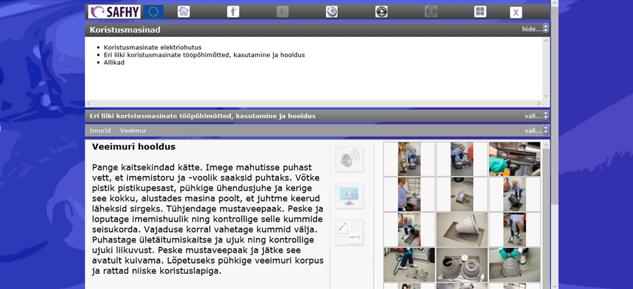 SAFHY
Koristusmasinad
hide...
Koristusmasinate elektriohutus
Eri liiki koristusmasinate tööpõhimõtted, kasutamine ja hooldus
Allikad
Eri liiki koristusmasinate tööpõhimõtted, kasutamine ja hooldus
vali...
Imurid Veeimur
vali...
Veeimuri hooldus
Pange kaitsekindad kätte. Imege mahutisse puhast
vett, et imemistoru ja -voolik saaksid puhtaks. Võtke
pistik pistikupesast, pühkige ühendusjuhe ja kerige
see kokku, alustades masina poolt, et juhtme keerud
läheksid sirgeks. Tühjendage mustaveepaak. Peske ja
loputage imemishuulik ning kontrollige selle kummide
seisukorda. Vajaduse korral vahetage kummid välja.
Puhastage ületäitumiskaitse ja ujuk ning kontrollige
ujuki liikuvust. Peske mustaveepaak ja jätke see
avatult kuivama. Lõpetuseks pühkige veeimuri korpus
ja rattad niiske koristuslapiga.